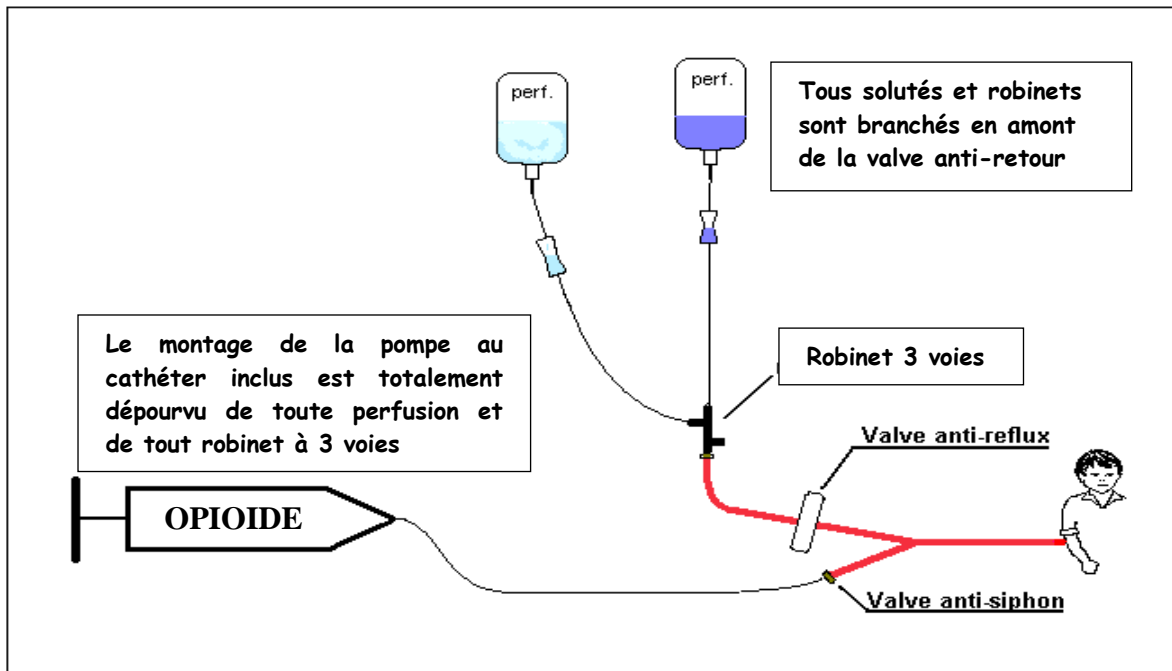 perf.
perf.
Tous solutés et robinets
sont branchés en amont
de la valve anti-retour
Le montage de la pompe au
cathéter inclus est totalement
dépourvu de toute perfusion et
de tout robinet à 3 voies
Robinet 3 voies
Valve anti-reflux
OPIOIDE
Valve anti-siphon